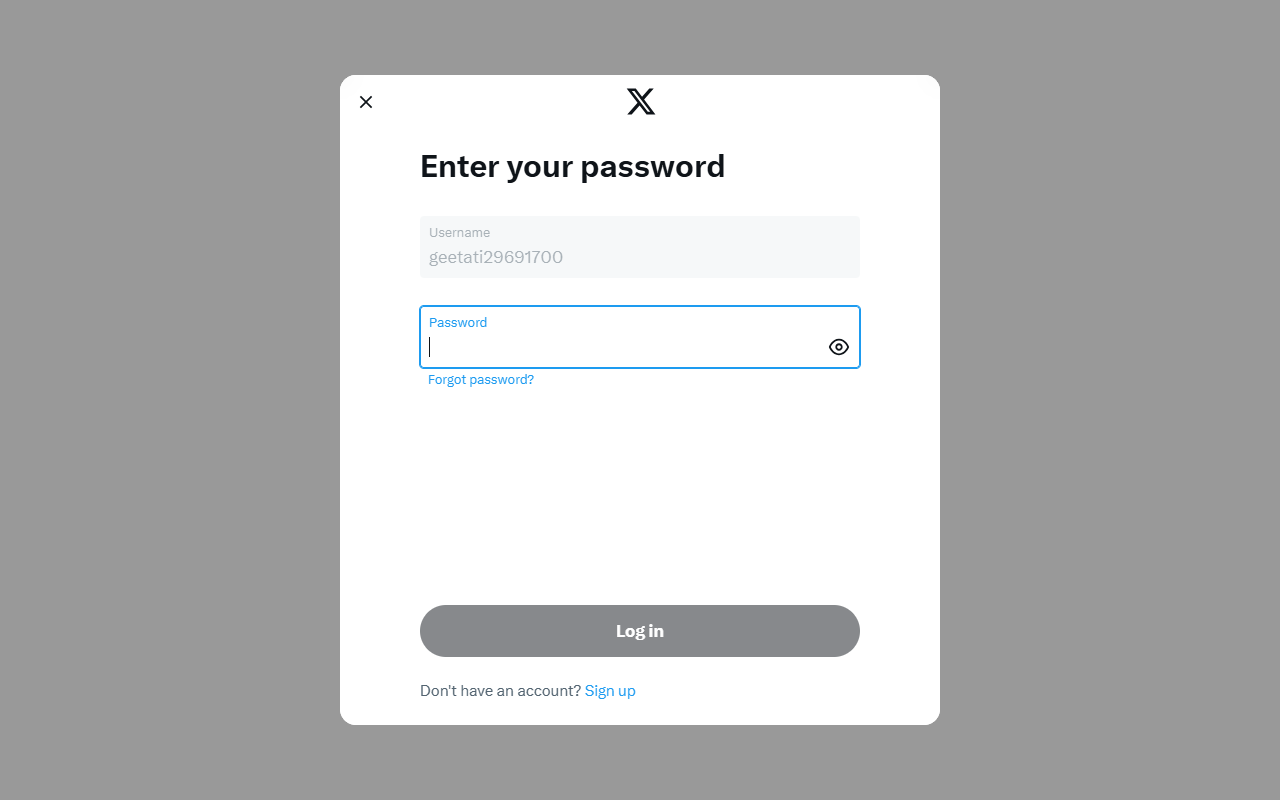 Enter your password
Username
geetati29691700
Password
Forgot password?
Log in
Don't have an account? Sign up